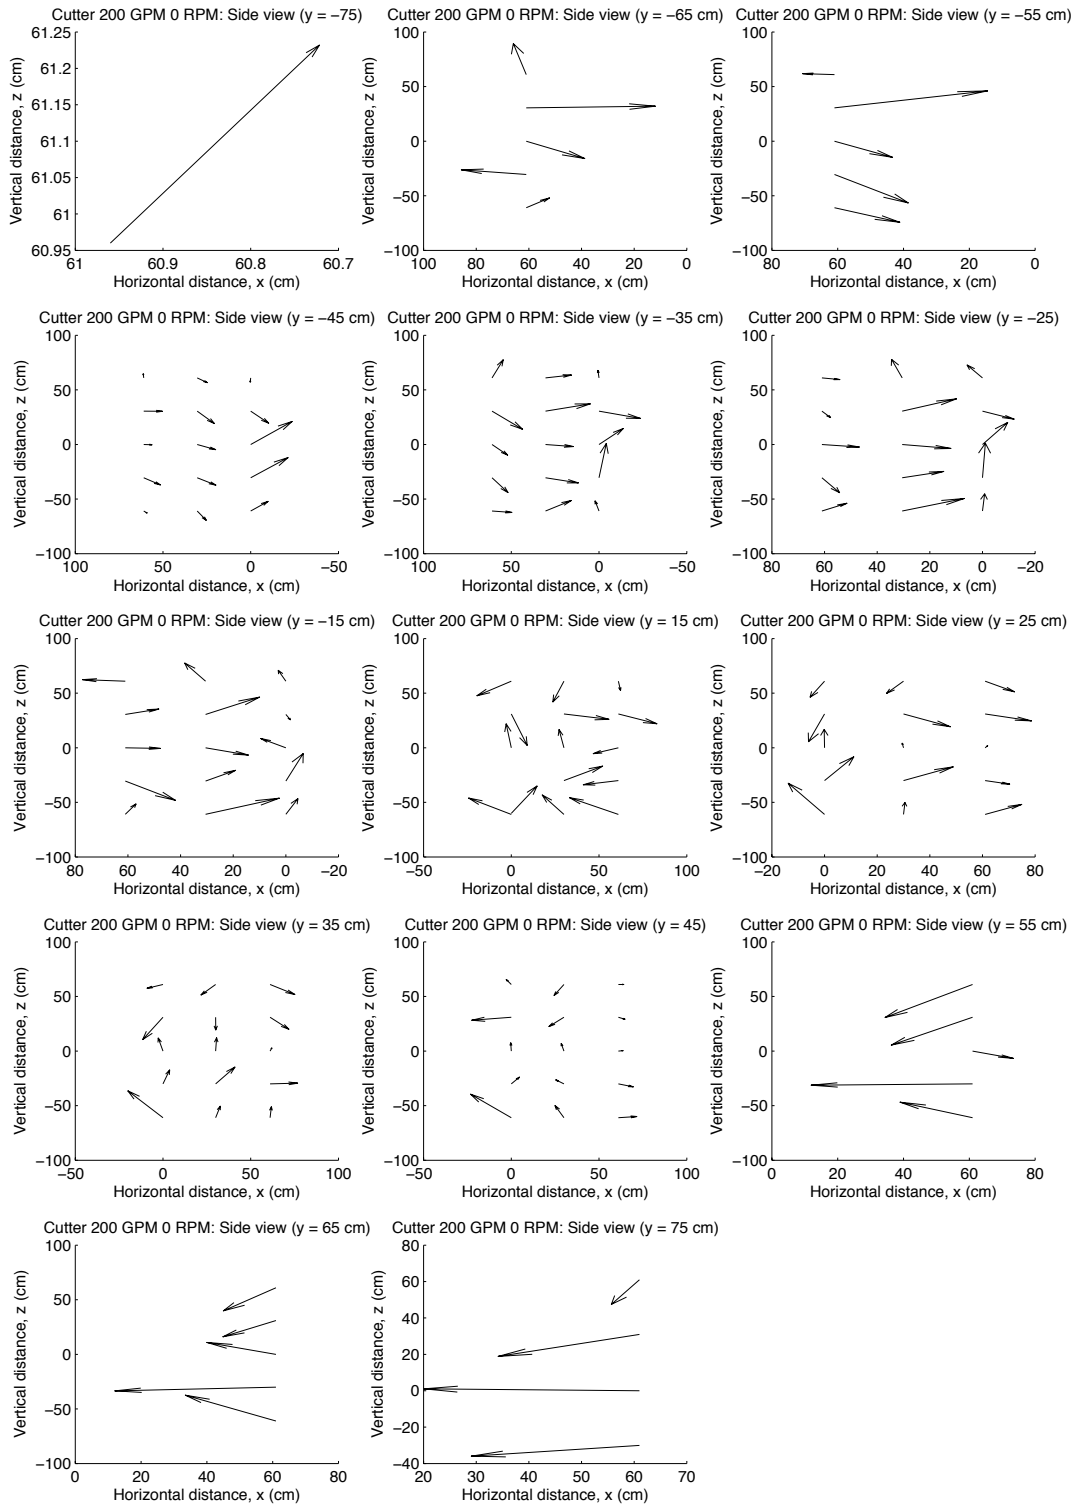 Cutter 200 GPM 0 RPM: Side view (y = −75)
61.25
61.2
61.15
61.1
61.05
61
60.95
Vertical distance, z (cm)
61 60.9 60.8 60.7
Horizontal distance, x (cm)
Cutter 200 GPM 0 RPM: Side view (y = −65 cm)
100
50
0
−50
−100
Vertical distance, z (cm)
100 80 60 40 20 0
Horizontal distance, x (cm)
Cutter 200 GPM 0 RPM: Side view (y = −55 cm)
100
50
0
−50
−100
Vertical distance, z (cm)
80 60 40 20 0
Horizontal distance, x (cm)
Cutter 200 GPM 0 RPM: Side view (y = −45 cm)
100
50
0
−50
−100
Vertical distance, z (cm)
100 50 0 −50
Horizontal distance, x (cm)
Cutter 200 GPM 0 RPM: Side view (y = −35 cm)
100
50
0
−50
−100
Vertical distance, z (cm)
100 50 0 −50
Horizontal distance, x (cm)
Cutter 200 GPM 0 RPM: Side view (y = −25)
100
50
0
−50
−100
Vertical distance, z (cm)
80 60 40 20 0 −20
Horizontal distance, x (cm)
Cutter 200 GPM 0 RPM: Side view (y = −15 cm)
100
50
0
−50
−100
Vertical distance, z (cm)
80 60 40 20 0 −20
Horizontal distance, x (cm)
Cutter 200 GPM 0 RPM: Side view (y = 15 cm)
100
50
0
−50
−100
Vertical distance, z (cm)
−50 0 50 100
Horizontal distance, x (cm)
Cutter 200 GPM 0 RPM: Side view (y = 25 cm)
100
50
0
−50
−100
Vertical distance, z (cm)
−20 0 20 40 60 80
Horizontal distance, x (cm)
Cutter 200 GPM 0 RPM: Side view (y = 35 cm)
100
50
0
−50
−100
Vertical distance, z (cm)
−50 0 50 100
Horizontal distance, x (cm)
Cutter 200 GPM 0 RPM: Side view (y = 45)
100
50
0
−50
−100
Vertical distance, z (cm)
−50 0 50 100
Horizontal distance, x (cm)
Cutter 200 GPM 0 RPM: Side view (y = 55 cm)
100
50
0
−50
−100
Vertical distance, z (cm)
0 20 40 60 80
Horizontal distance, x (cm)
Cutter 200 GPM 0 RPM: Side view (y = 65 cm)
100
50
0
−50
−100
Vertical distance, z (cm)
0 20 40 60 80
Horizontal distance, x (cm)
Cutter 200 GPM 0 RPM: Side view (y = 75 cm)
80
60
40
20
0
−20
−40
Vertical distance, z (cm)
20 30 40 50 60 70
Horizontal distance, x (cm)